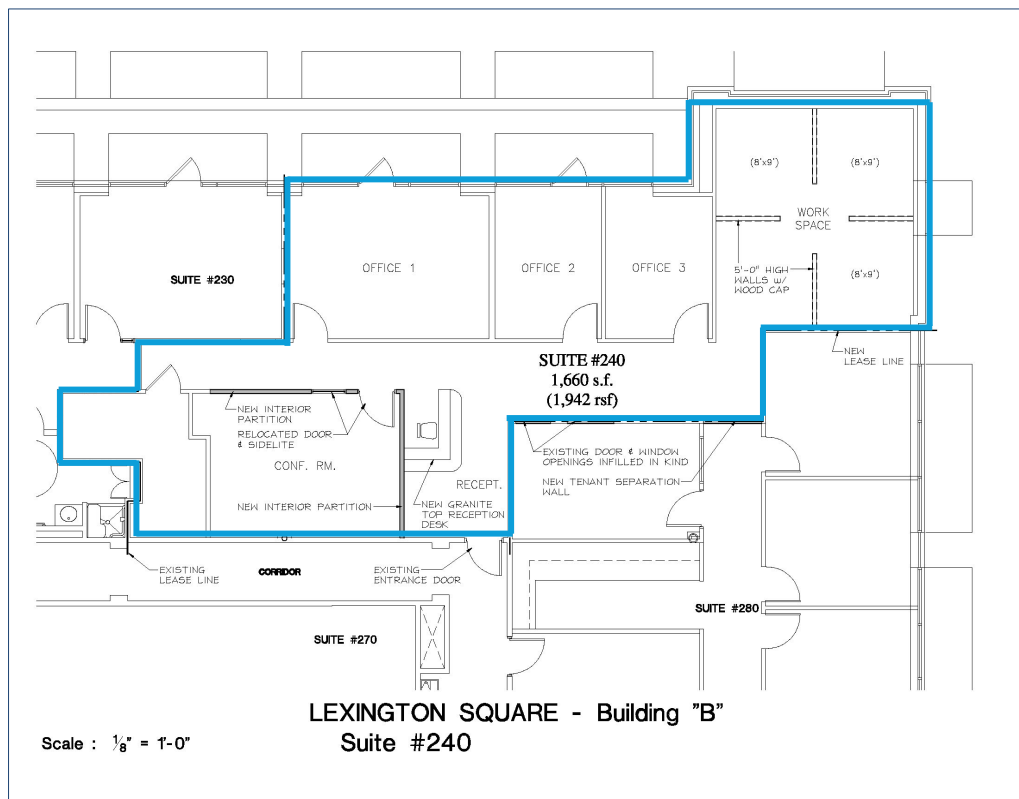 (8'x9')
(8'x9')
WORK
SPACE
OFFICE 1
OFFICE 2
OFFICE 3
SUITE #230
5'-0" HIGH
WALLS w/
WOOD CAP
(8'x9')
NEW
LEASE LINE
SUITE #240
1,660 s.f.
(1,942 rsf)
NEW INTERIOR
PARTITION
RELOCATED DOOR
& SIDELITE
CONF. RM.
EXISTING DOOR & WINDOW
OPENINGS INFILLED IN KIND
NEW TENANT SEPARATION
WALL
RECEPT.
NEW INTERIOR PARTITION
NEW GRANITE
TOP RECEPTION
DESK
EXISTING
LEASE LINE
CORRIDOR
EXISTING
ENTRANCE DOOR
SUITE #280
SUITE #270
LEXINGTON SQUARE - Building "B"
Scale : 1/8" = 1'-0"
Suite #240